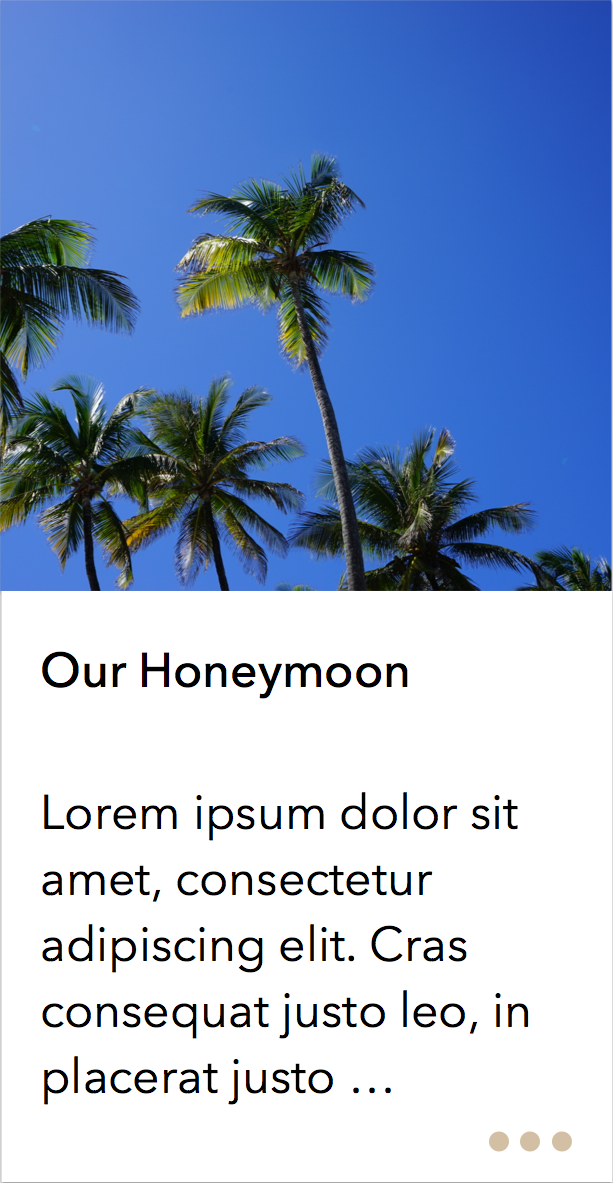 Our Honeymoon
Lorem ipsum dolor sit
amet, consectetur
adipiscing elit. Cras
consequat justo leo, in
placerat justo …